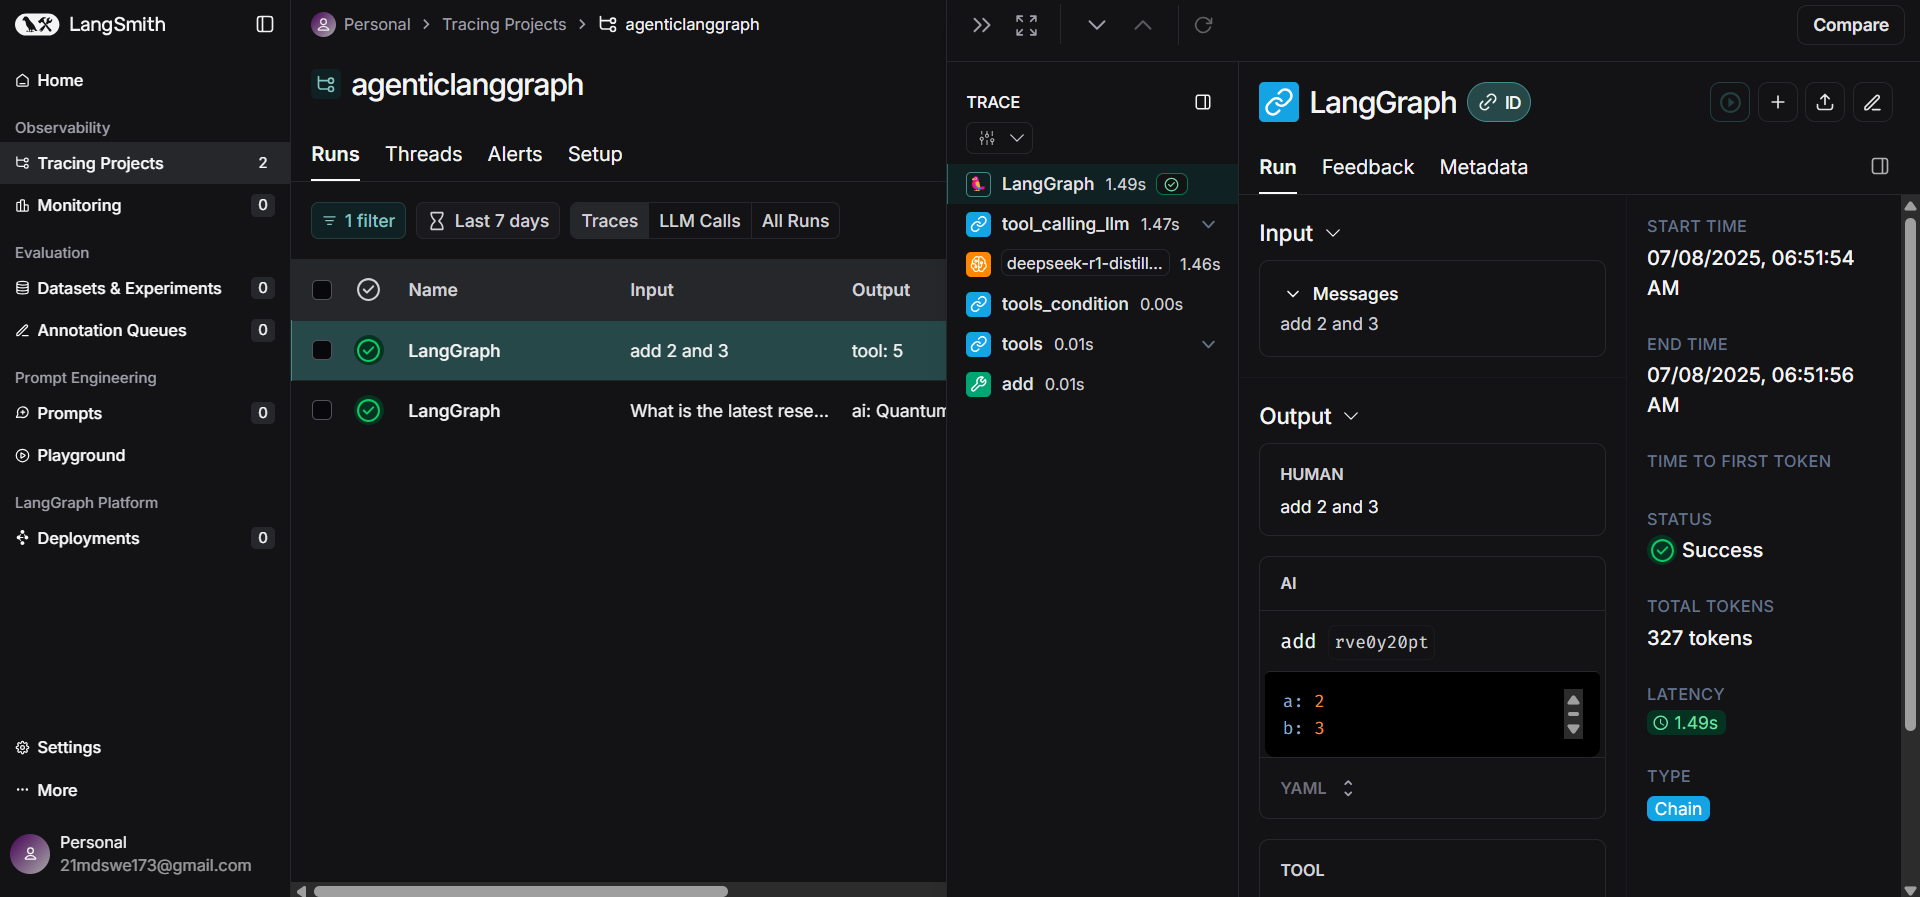 LangSmith
Home
Observability
Tracing Projects 2
Monitoring 0
Evaluation
Datasets & Experiments 0
Annotation Queues 0
Prompt Engineering
Prompts 0
Playground
LangGraph Platform
Deployments 0
Settings
More
Personal
21mdswe173@gmail.com
Personal > Tracing Projects > agenticlanggraph
agenticlanggraph
Runs Threads Alerts Setup
1 filter Last 7 days Traces LLM Calls All Runs
Name Input Output
LangGraph add 2 and 3 tool: 5
LangGraph What is the latest rese... ai: Quantum
Compare
TRACE
LangGraph 1.49s
tool_calling_llm 1.47s
deepseek-r1-distill... 1.46s
tools_condition 0.00s
tools 0.01s
add 0.01s
LangGraph ID
Run Feedback Metadata
Input
Messages
add 2 and 3
Output
HUMAN
add 2 and 3
AI
add rve0y20pt
a: 2
b: 3
YAML
TOOL
START TIME
07/08/2025, 06:51:54
AM
END TIME
07/08/2025, 06:51:56
AM
TIME TO FIRST TOKEN
STATUS
Success
TOTAL TOKENS
327 tokens
LATENCY
1.49s
TYPE
Chain